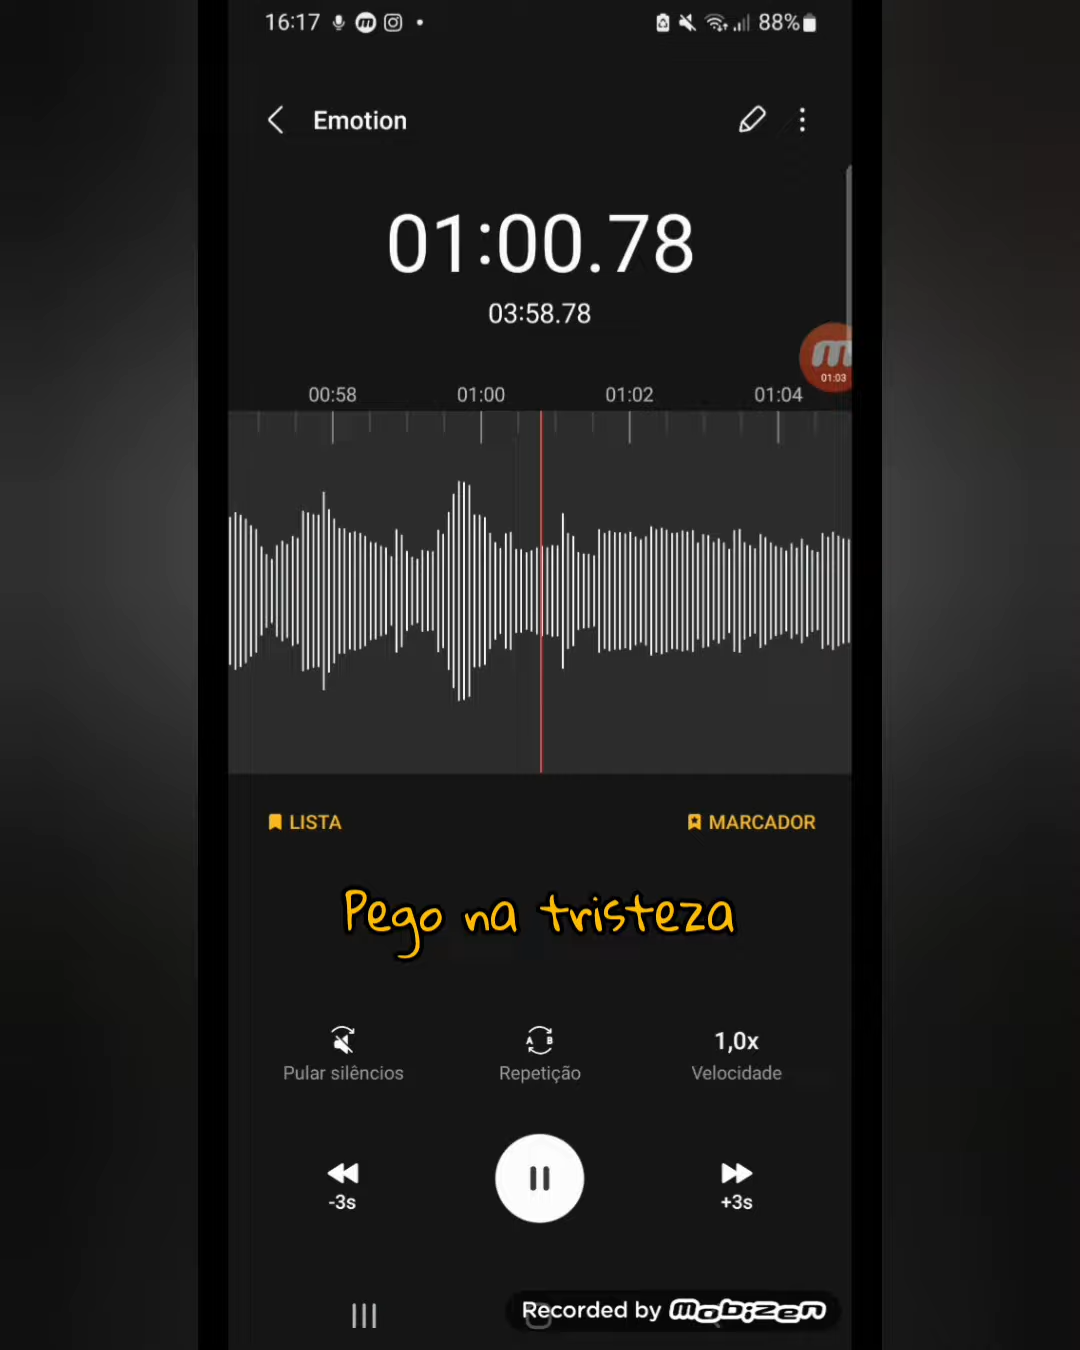 16:17
88%
Emotion
01:00.78
03:58.78
01:03
00:58 01:00 01:02 01:04
LISTA MARCADOR
Pego na tristeza
A B 1,0x
Pular silêncios Repetição Velocidade
-3s +3s
Recorded by mobizen